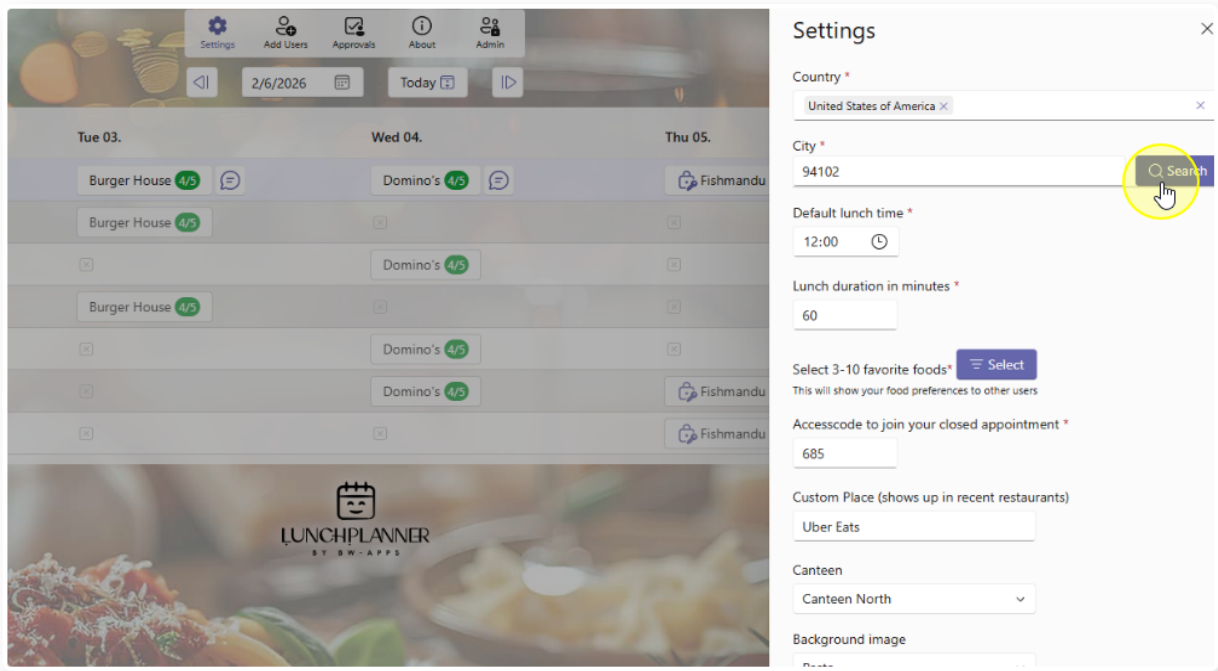 Settings
Add Users
Approvals
About
Admin
2/6/2026
Today
Tue 03.
Wed 04.
Thu 05.
Burger House 4/5
Domino's 4/5
Fishmandu
Burger House 4/5
Domino's 4/5
Burger House 4/5
Domino's 4/5
Domino's 4/5
Fishmandu
Fishmandu
LUNCHPLANNER
BY BW-APPS
Settings
Country *
United States of America
City *
94102
Search
Default lunch time *
12:00
Lunch duration in minutes *
60
Select 3-10 favorite foods*
Select
This will show your food preferences to other users
Accesscode to join your closed appointment *
685
Custom Place (shows up in recent restaurants)
Uber Eats
Canteen
Canteen North
Background image